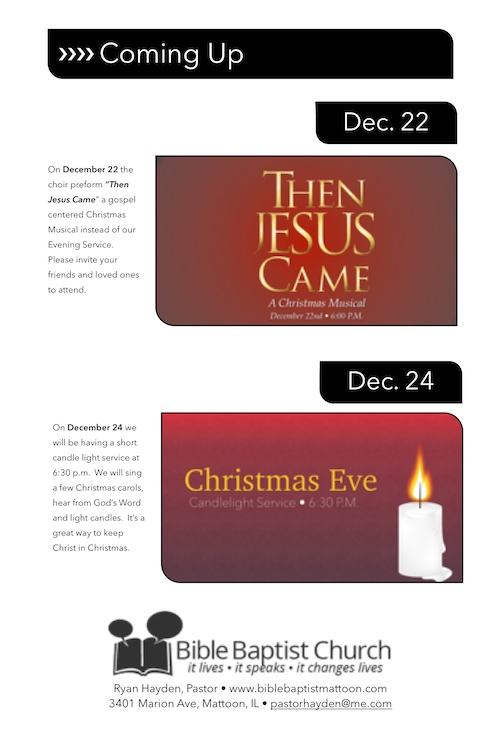 »» Coming Up
Dec. 22
On December 22 the
choir preform "Then
Jesus Came" a gospel
centered Christmas
Musical instead of our
Evening Service.
Please invite your
friends and loved ones
to attend.
THEN
JESUS
CAME
A Christmas Musical
December 22nd • 6:00 P.M.
Dec. 24
On December 24 we
will be having a short
candle light service at
6:30 p.m. We will sing
a few Christmas carols,
hear from God's Word
and light candles. It's a
great way to keep
Christ in Christmas.
Christmas Eve
Candlelight Service • 6:30 P.M.
Bible Baptist Church
it lives • it speaks • it changes lives
Ryan Hayden, Pastor • www.biblebaptistmattoon.com
3401 Marion Ave, Mattoon, IL • pastorhayden@me.com